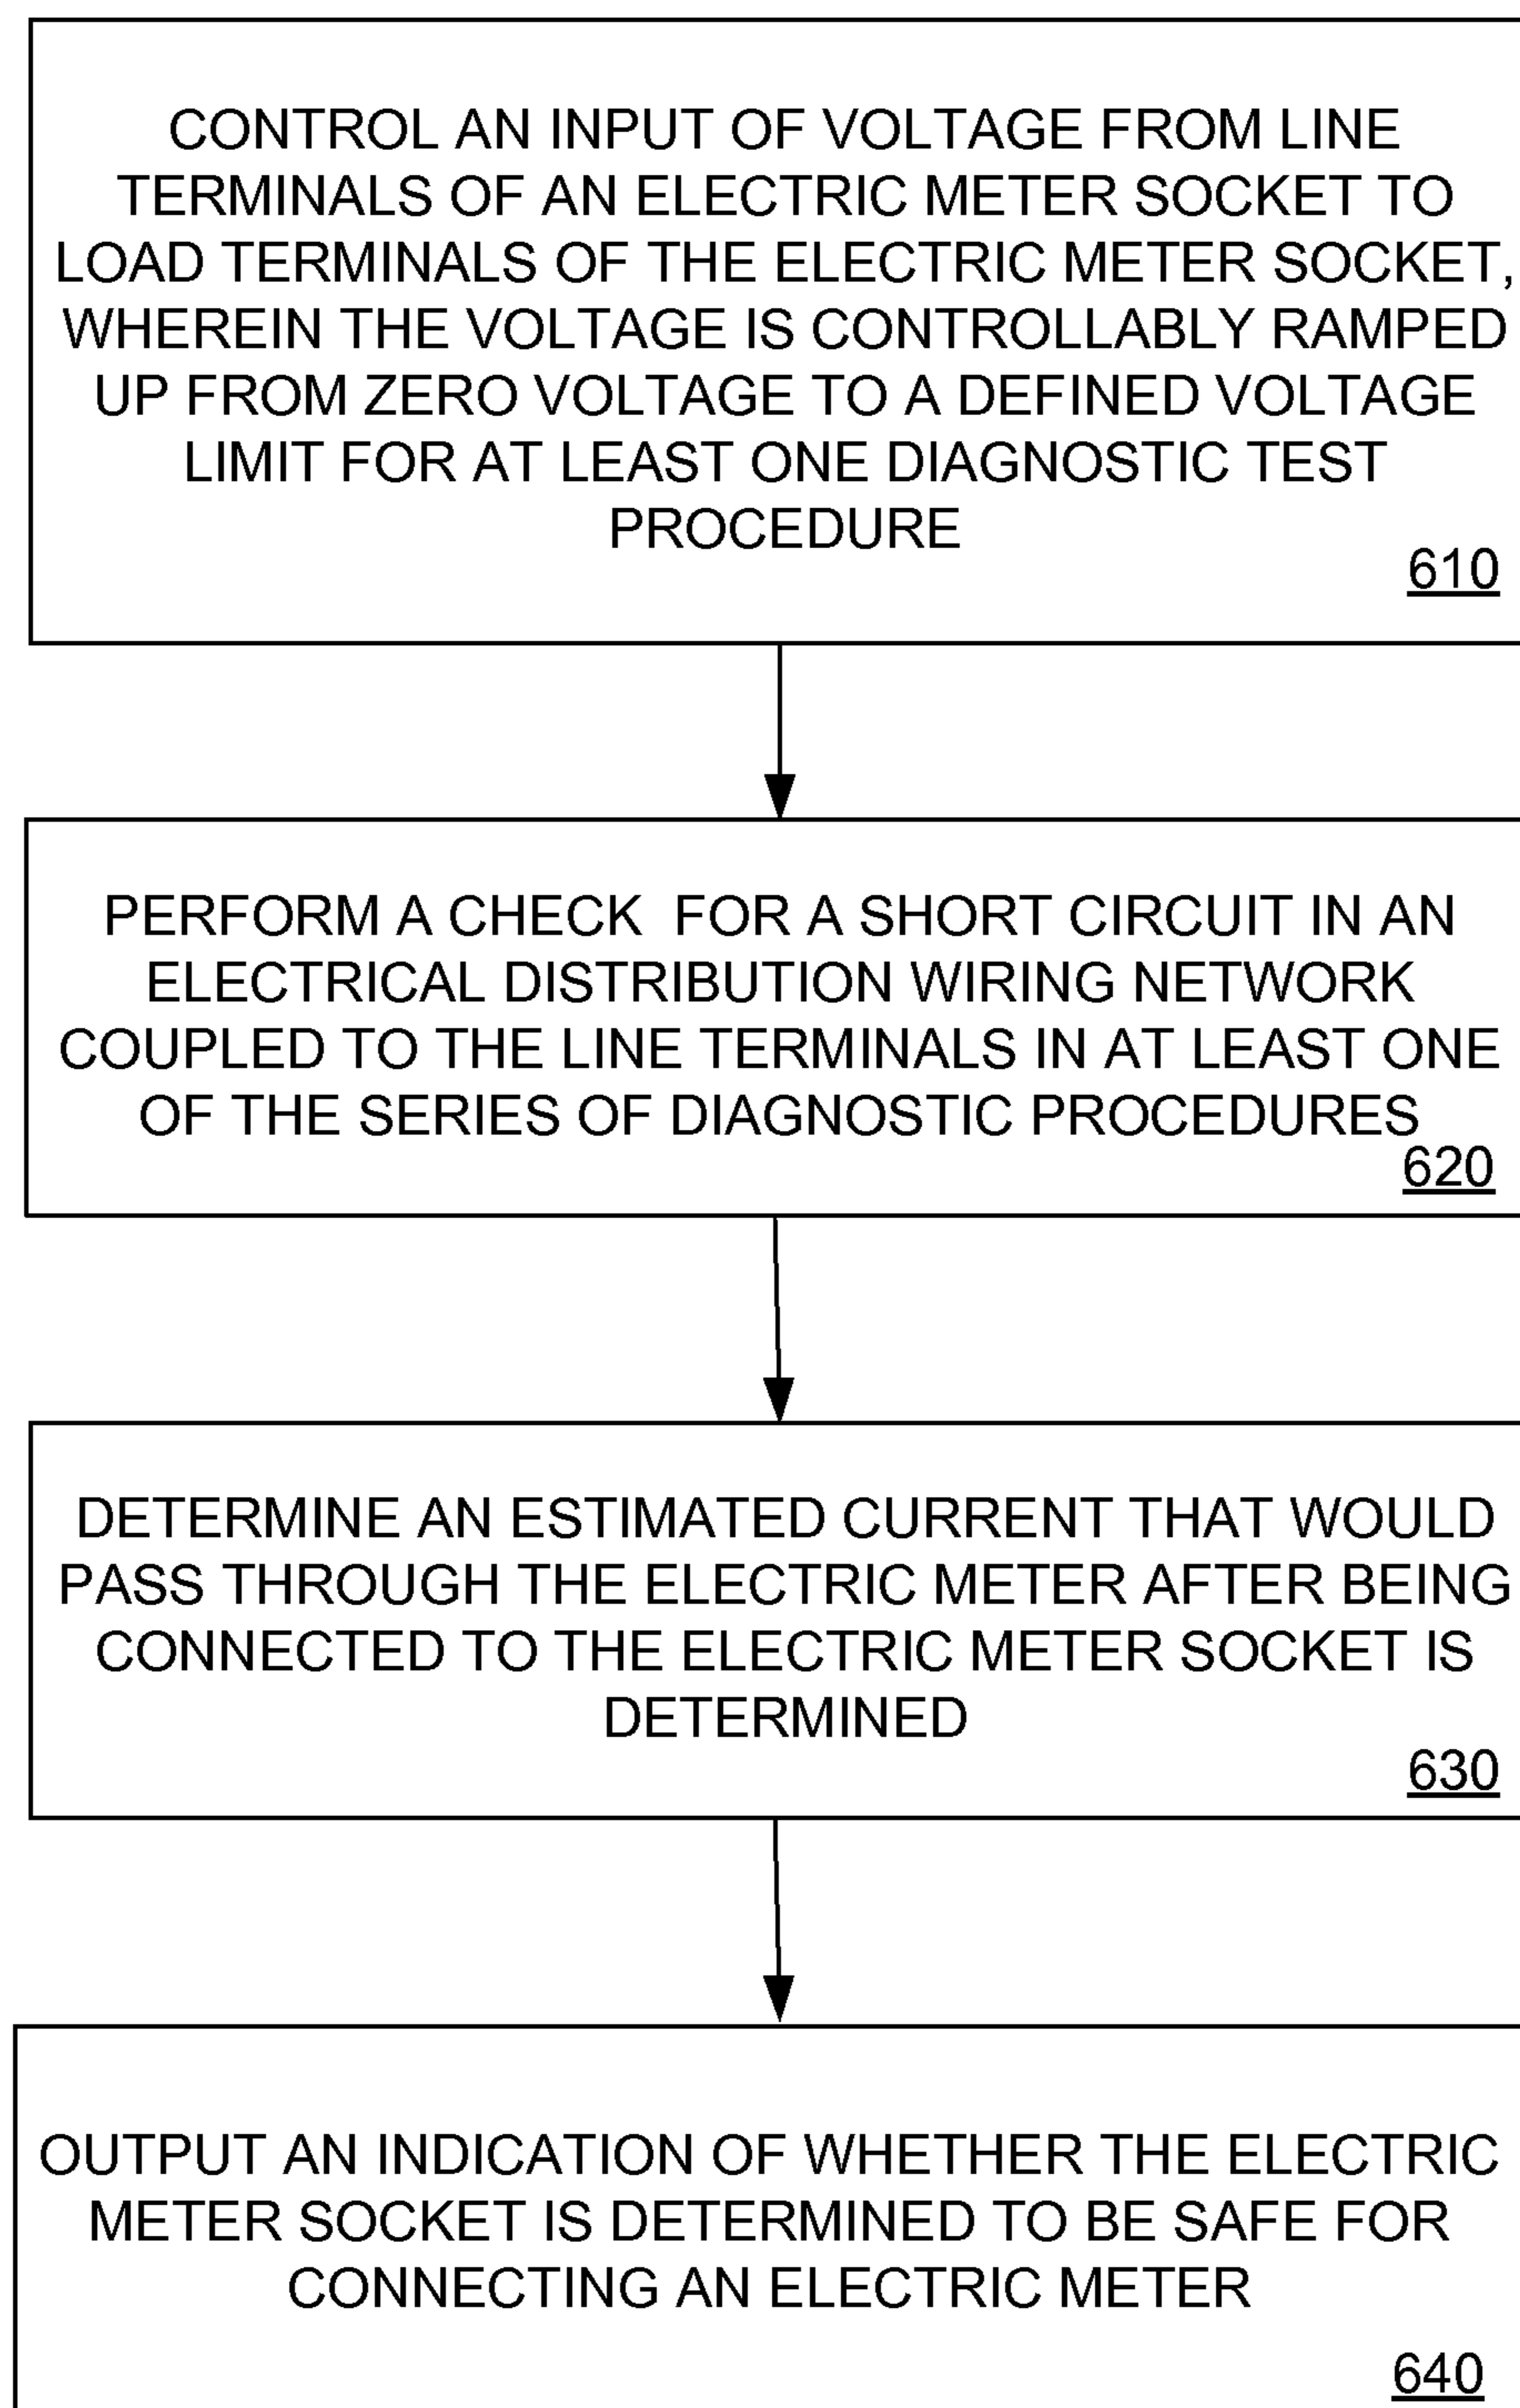 CONTROL AN INPUT OF VOLTAGE FROM LINE
TERMINALS OF AN ELECTRIC METER SOCKET TO
LOAD TERMINALS OF THE ELECTRIC METER SOCKET,
WHEREIN THE VOLTAGE IS CONTROLLABLY RAMPED
UP FROM ZERO VOLTAGE TO A DEFINED VOLTAGE
LIMIT FOR AT LEAST ONE DIAGNOSTIC TEST
PROCEDURE
610
PERFORM A CHECK FOR A SHORT CIRCUIT IN AN
ELECTRICAL DISTRIBUTION WIRING NETWORK
COUPLED TO THE LINE TERMINALS IN AT LEAST ONE
OF THE SERIES OF DIAGNOSTIC PROCEDURES
620
DETERMINE AN ESTIMATED CURRENT THAT WOULD
PASS THROUGH THE ELECTRIC METER AFTER BEING
CONNECTED TO THE ELECTRIC METER SOCKET IS
DETERMINED
630
OUTPUT AN INDICATION OF WHETHER THE ELECTRIC
METER SOCKET IS DETERMINED TO BE SAFE FOR
CONNECTING AN ELECTRIC METER
640